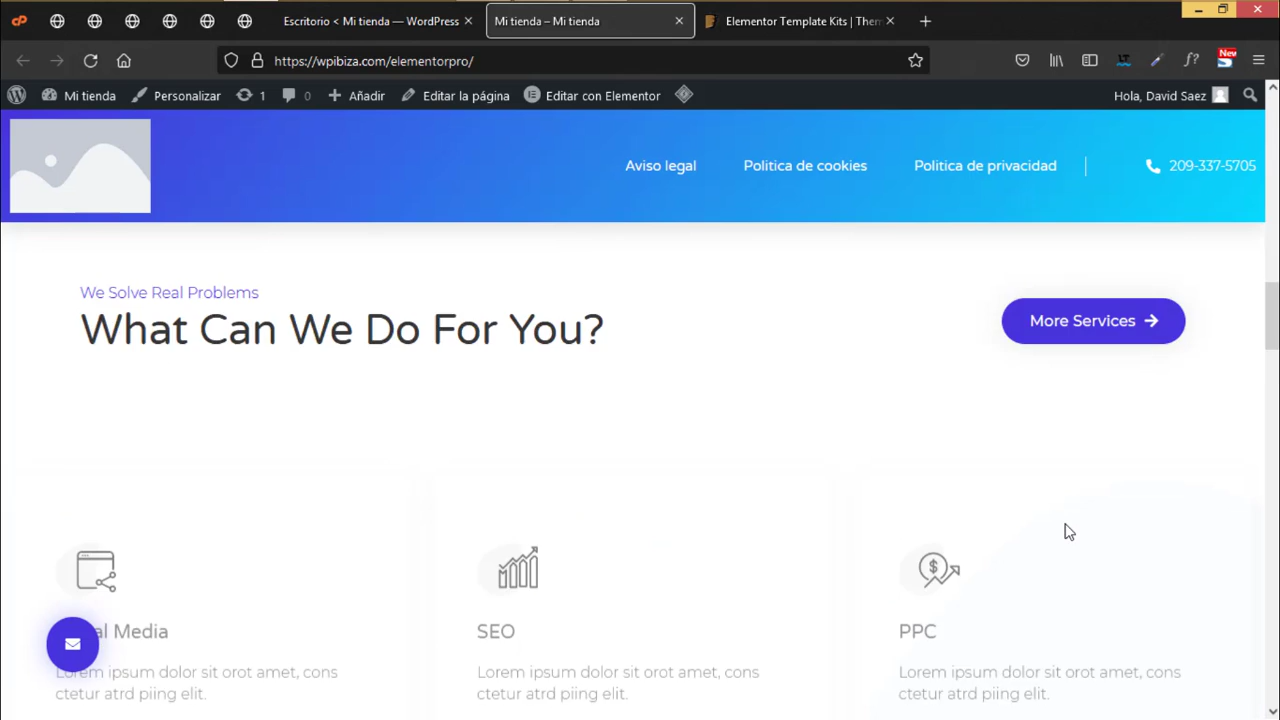 Escritorio < Mi tienda — WordPress
Mi tienda – Mi tienda
Elementor Template Kits | Them
https://wpibiza.com/elementorpro/
New
Mi tienda
Personalizar
1
0
Añadir
Editar la página
Editar con Elementor
Hola, David Saez
Aviso legal
Politica de cookies
Politica de privacidad
209-337-5705
We Solve Real Problems
What Can We Do For You?
More Services
al Media
SEO
PPC
Lorem ipsum dolor sit orot amet, cons
ctetur atrd piing elit.
Lorem ipsum dolor sit orot amet, cons
ctetur atrd piing elit.
Lorem ipsum dolor sit orot amet, cons
ctetur atrd piing elit.